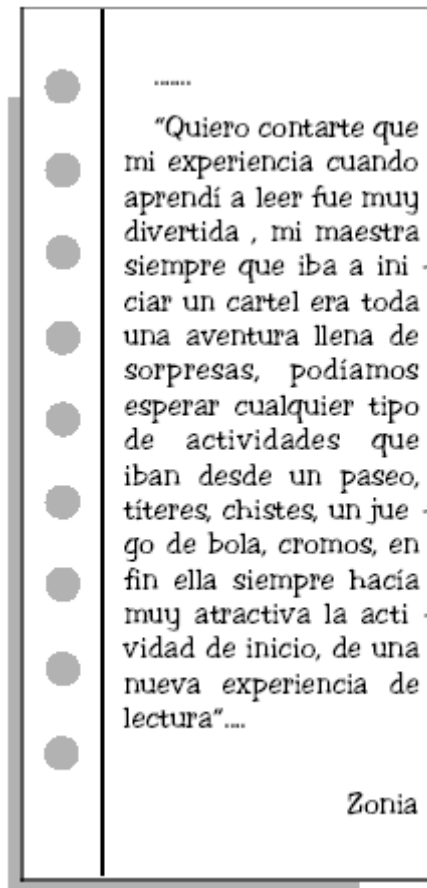 .......
“Quiero contarte que
mi experiencia cuando
aprendí a leer fue muy
divertida , mi maestra
siempre que iba a ini -
ciar un cartel era toda
una aventura llena de
sorpresas, podíamos
esperar cualquier tipo
de actividades que
iban desde un paseo,
títeres, chistes, un jue -
go de bola, cromos, en
fin ella siempre hacía
muy atractiva la acti -
vidad de inicio, de una
nueva experiencia de
lectura”....
Zonia